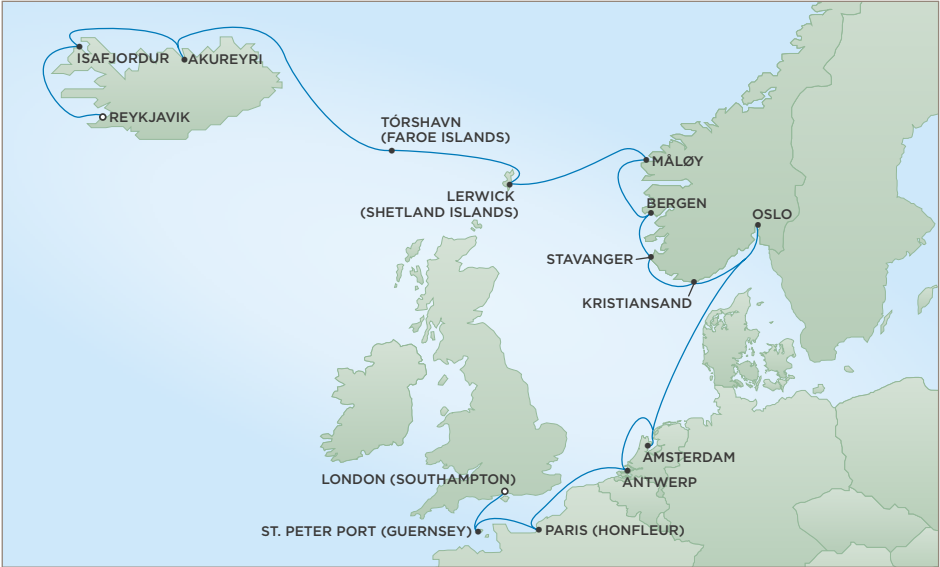 ISAFJORDUR
AKUREYRI
REYKJAVIK
TÓRSHAVN
(FAROE ISLANDS)
LERWICK
(SHETLAND ISLANDS)
MÅLØY
BERGEN
OSLO
STAVANGER
KRISTIANSAND
AMSTERDAM
LONDON (SOUTHAMPTON)
ANTWERP
ST. PETER PORT (GUERNSEY)
PARIS (HONFLEUR)